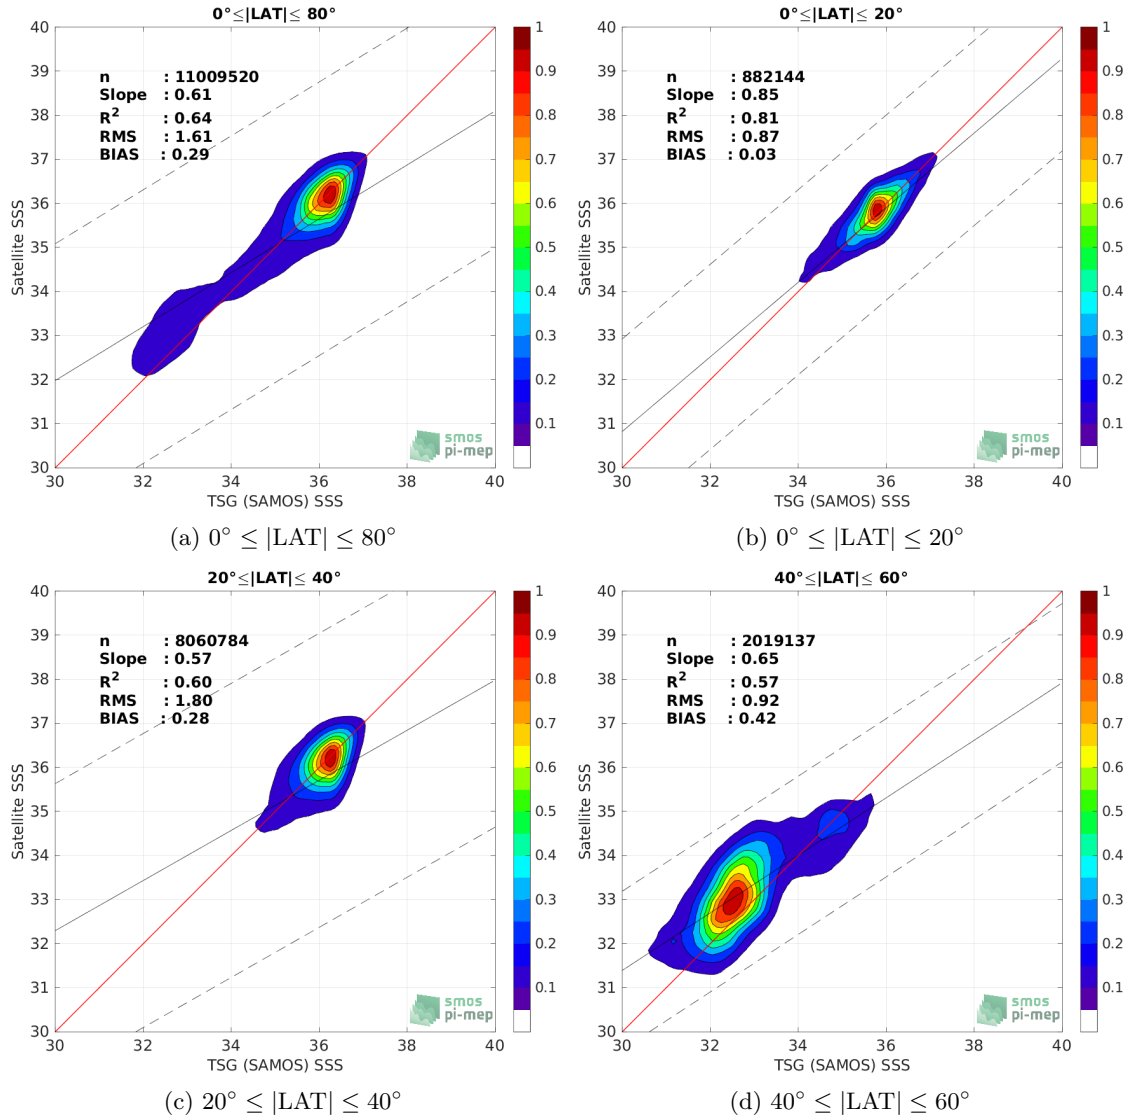 0°≤|LAT|≤ 80°
n : 11009520
Slope : 0.61
R² : 0.64
RMS : 1.61
BIAS : 0.29
40
39
38
37
36
35
34
33
32
31
30
Satellite SSS
30 32 34 36 38 40
TSG (SAMOS) SSS
1
0.9
0.8
0.7
0.6
0.5
0.4
0.3
0.2
0.1
smos
pi-mep
(a) 0° ≤ |LAT| ≤ 80°
0°≤|LAT|≤ 20°
n : 882144
Slope : 0.85
R² : 0.81
RMS : 0.87
BIAS : 0.03
40
39
38
37
36
35
34
33
32
31
30
Satellite SSS
30 32 34 36 38 40
TSG (SAMOS) SSS
1
0.9
0.8
0.7
0.6
0.5
0.4
0.3
0.2
0.1
smos
pi-mep
(b) 0° ≤ |LAT| ≤ 20°
20°≤|LAT|≤ 40°
n : 8060784
Slope : 0.57
R² : 0.60
RMS : 1.80
BIAS : 0.28
40
39
38
37
36
35
34
33
32
31
30
Satellite SSS
30 32 34 36 38 40
TSG (SAMOS) SSS
1
0.9
0.8
0.7
0.6
0.5
0.4
0.3
0.2
0.1
smos
pi-mep
(c) 20° ≤ |LAT| ≤ 40°
40°≤|LAT|≤ 60°
n : 2019137
Slope : 0.65
R² : 0.57
RMS : 0.92
BIAS : 0.42
40
39
38
37
36
35
34
33
32
31
30
Satellite SSS
30 32 34 36 38 40
TSG (SAMOS) SSS
1
0.9
0.8
0.7
0.6
0.5
0.4
0.3
0.2
0.1
smos
pi-mep
(d) 40° ≤ |LAT| ≤ 60°